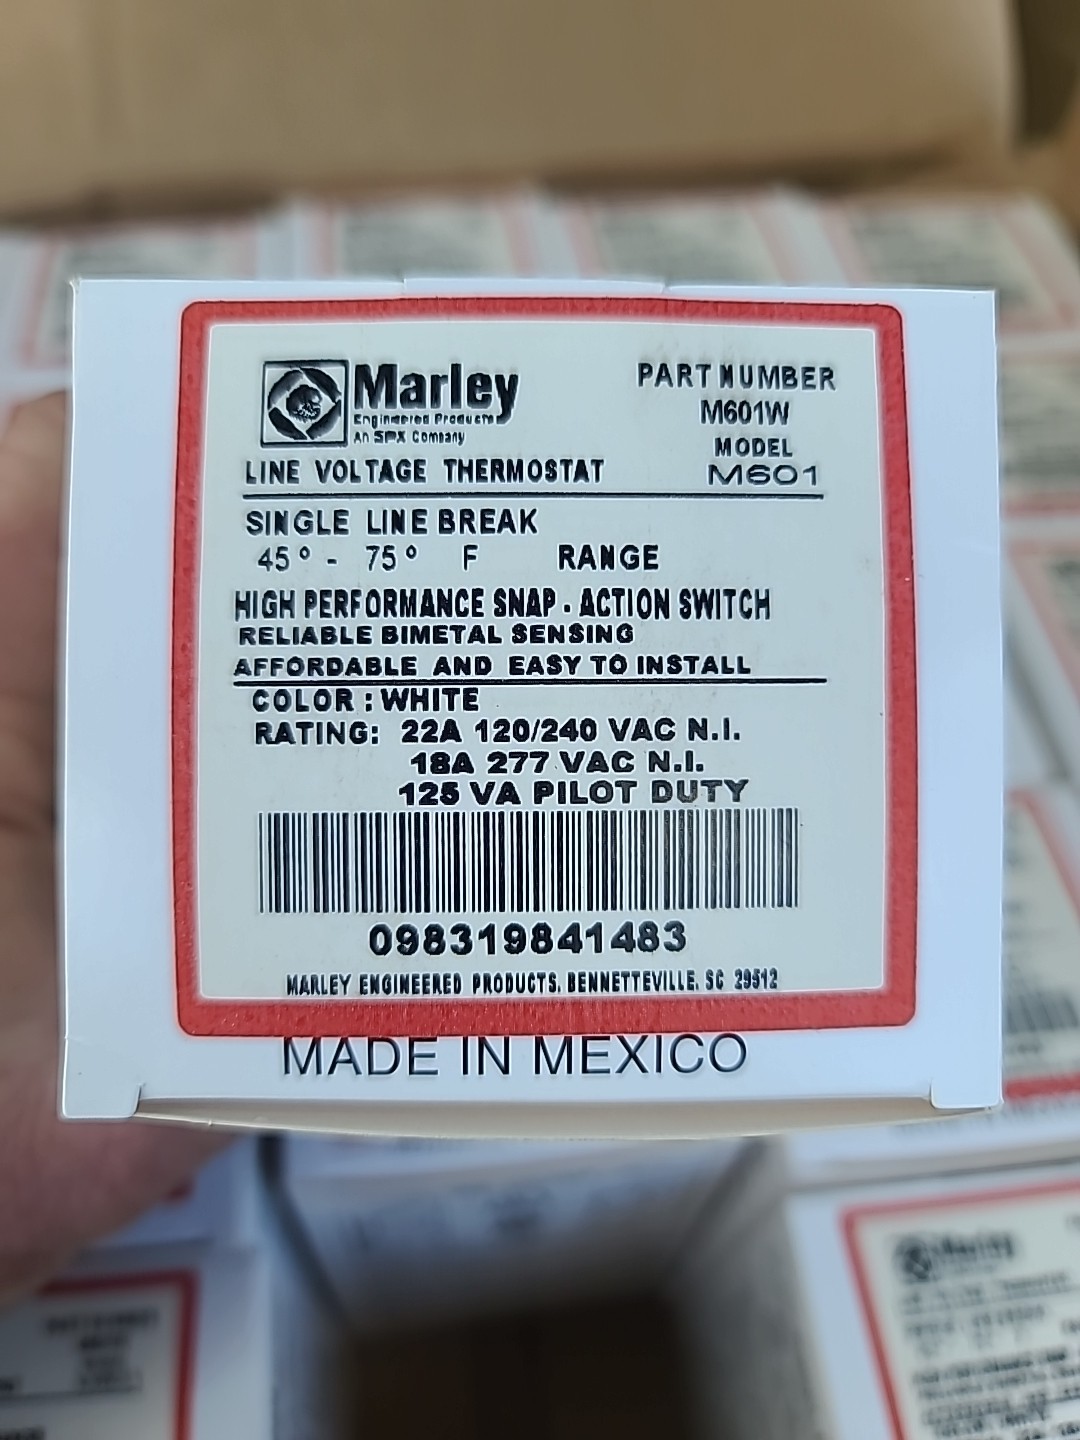 Marley
Engineered Products
An SPX Company
PART NUMBER
M601W
MODEL
M601
LINE VOLTAGE THERMOSTAT
SINGLE LINE BREAK
45° - 75° F RANGE
HIGH PERFORMANCE SNAP - ACTION SWITCH
RELIABLE BIMETAL SENSING
AFFORDABLE AND EASY TO INSTALL
COLOR : WHITE
RATING: 22A 120/240 VAC N.I.
18A 277 VAC N.I.
125 VA PILOT DUTY
098319841483
MARLEY ENGINEERED PRODUCTS, BENNETTEVILLE, SC 29512
MADE IN MEXICO
Marley